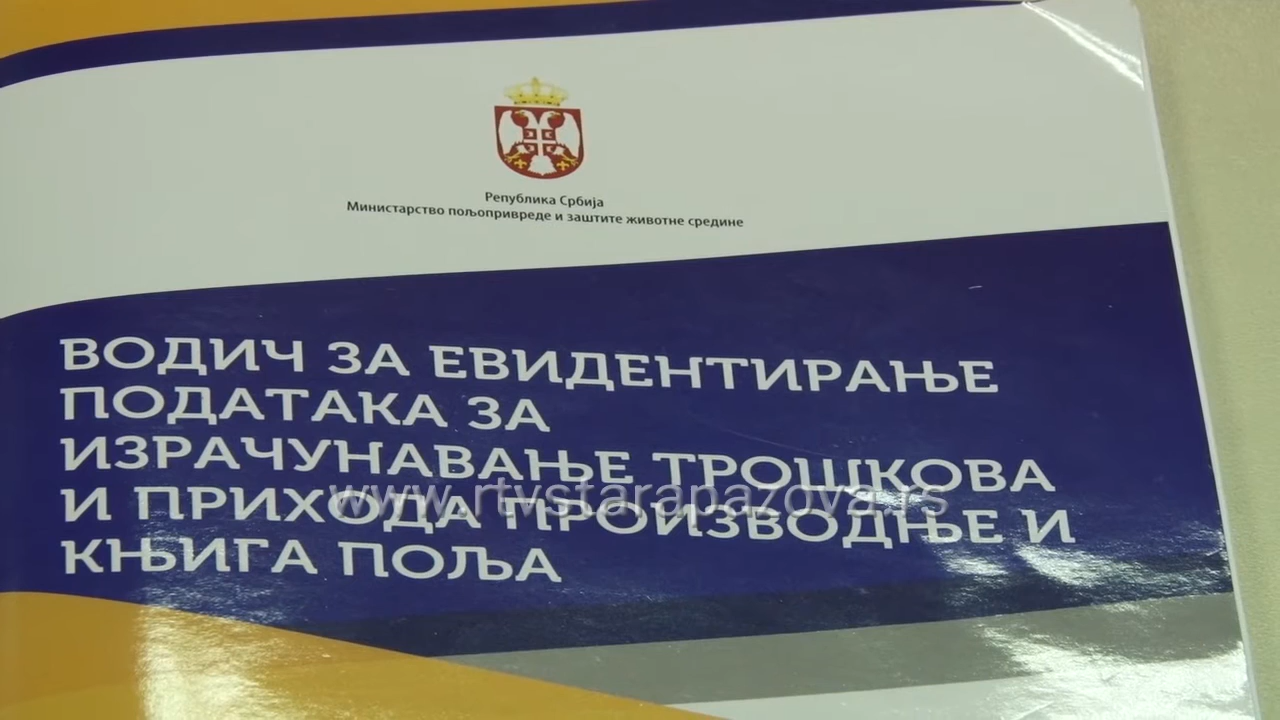 Република Србија
Министарство пољопривреде и заштите животне средине
ВОДИЧ ЗА ЕВИДЕНТИРАЊЕ
ПОДАТАКА ЗА
ИЗРАЧУНАВАЊЕ ТРОШКОВА
И ПРИХОДА ПРОИЗВОДЊЕ И
www.rtvstarapazova.rs
КЊИГА ПОЉА